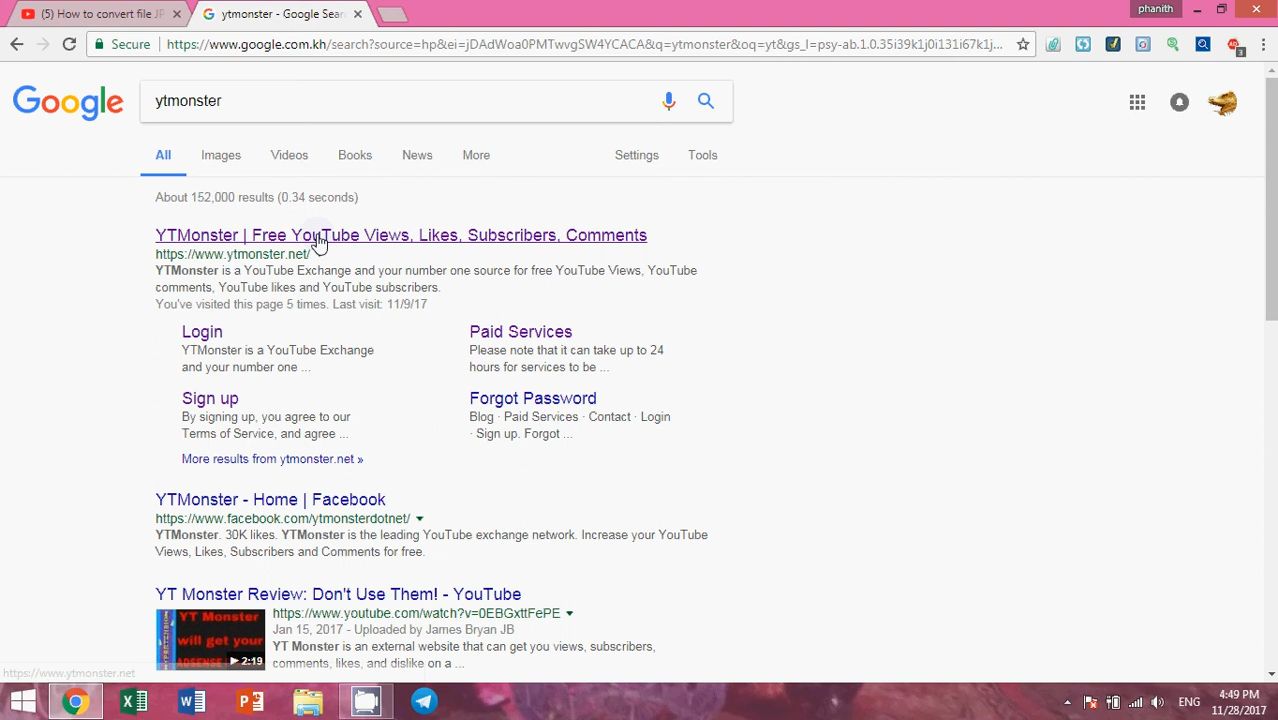 (5) How to convert file JP
ytmonster - Google Sear
phanith
Secure
https://www.google.com.kh/search?source=hp&ei=jDAdWoa0PMTwvgSW4YCACA&q=ytmonster&oq=yt&gs_l=psy-ab.1.0.35i39k1j0i131i67k1j...
3
Google
ytmonster
All
Images
Videos
Books
News
More
Settings
Tools
About 152,000 results (0.34 seconds)
YTMonster | Free YouTube Views, Likes, Subscribers, Comments
https://www.ytmonster.net/
YTMonster is a YouTube Exchange and your number one source for free YouTube Views, YouTube
comments, YouTube likes and YouTube subscribers.
You've visited this page 5 times. Last visit: 11/9/17
Login
YTMonster is a YouTube Exchange
and your number one ...
Paid Services
Please note that it can take up to 24
hours for services to be ...
Sign up
By signing up, you agree to our
Terms of Service, and agree ...
Forgot Password
Blog · Paid Services · Contact · Login
· Sign up. Forgot ...
More results from ytmonster.net »
YTMonster - Home | Facebook
https://www.facebook.com/ytmonsterdotnet/
YTMonster. 30K likes. YTMonster is the leading YouTube exchange network. Increase your YouTube
Views, Likes, Subscribers and Comments for free.
YT Monster Review: Don't Use Them! - YouTube
YT Monster
will get your
ADSENSE
2:19
https://www.youtube.com/watch?v=0EBGxttFePE
Jan 15, 2017 - Uploaded by James Bryan JB
YT Monster is an external website that can get you views, subscribers,
comments, likes, and dislike on a ...
https://www.ytmonster.net
ENG
4:49 PM
11/28/2017